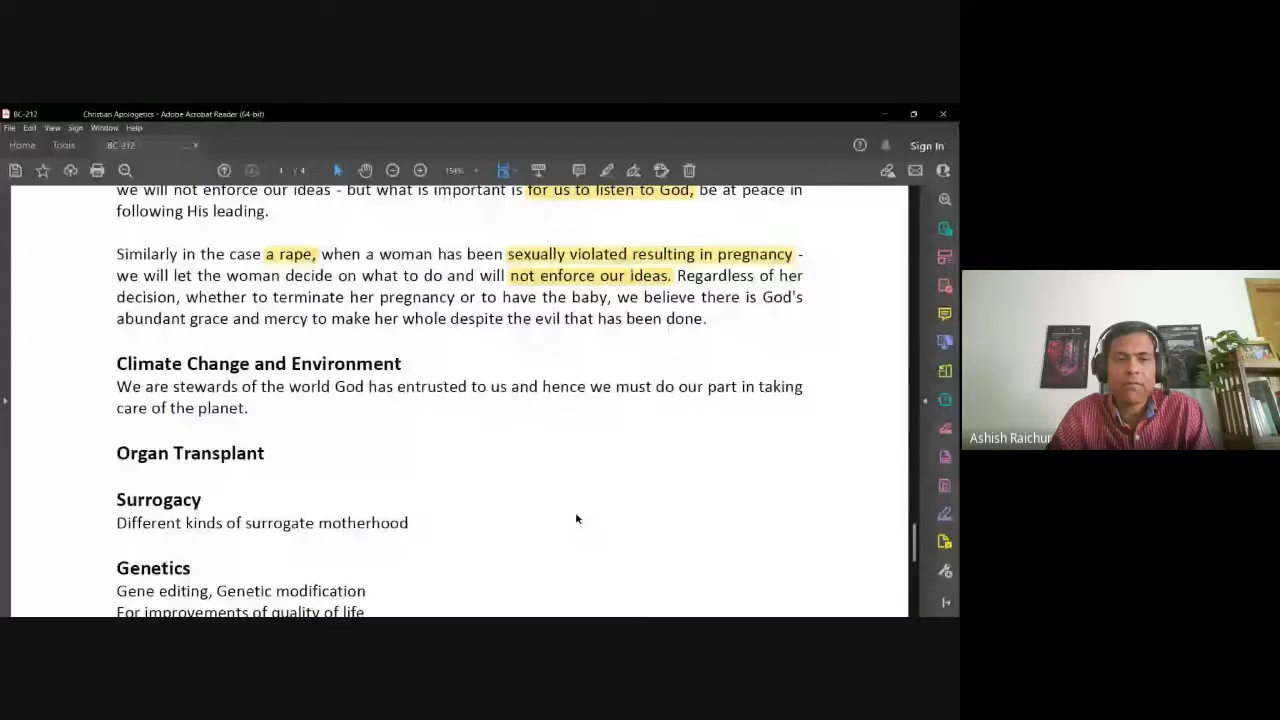 BC-212
Christian Apologetics - Adobe Acrobat Reader (64-bit)
File Edit View Sign Window Help
Home Tools BC-212 ... ×
Sign In
4 / 4
154%
we will not enforce our ideas - but what is important is for us to listen to God, be at peace in
following His leading.
Similarly in the case a rape, when a woman has been sexually violated resulting in pregnancy -
we will let the woman decide on what to do and will not enforce our ideas. Regardless of her
decision, whether to terminate her pregnancy or to have the baby, we believe there is God's
abundant grace and mercy to make her whole despite the evil that has been done.
Climate Change and Environment
We are stewards of the world God has entrusted to us and hence we must do our part in taking
care of the planet.
Organ Transplant
Surrogacy
Different kinds of surrogate motherhood
Genetics
Gene editing, Genetic modification
For improvements of quality of life
Ashish Raichur